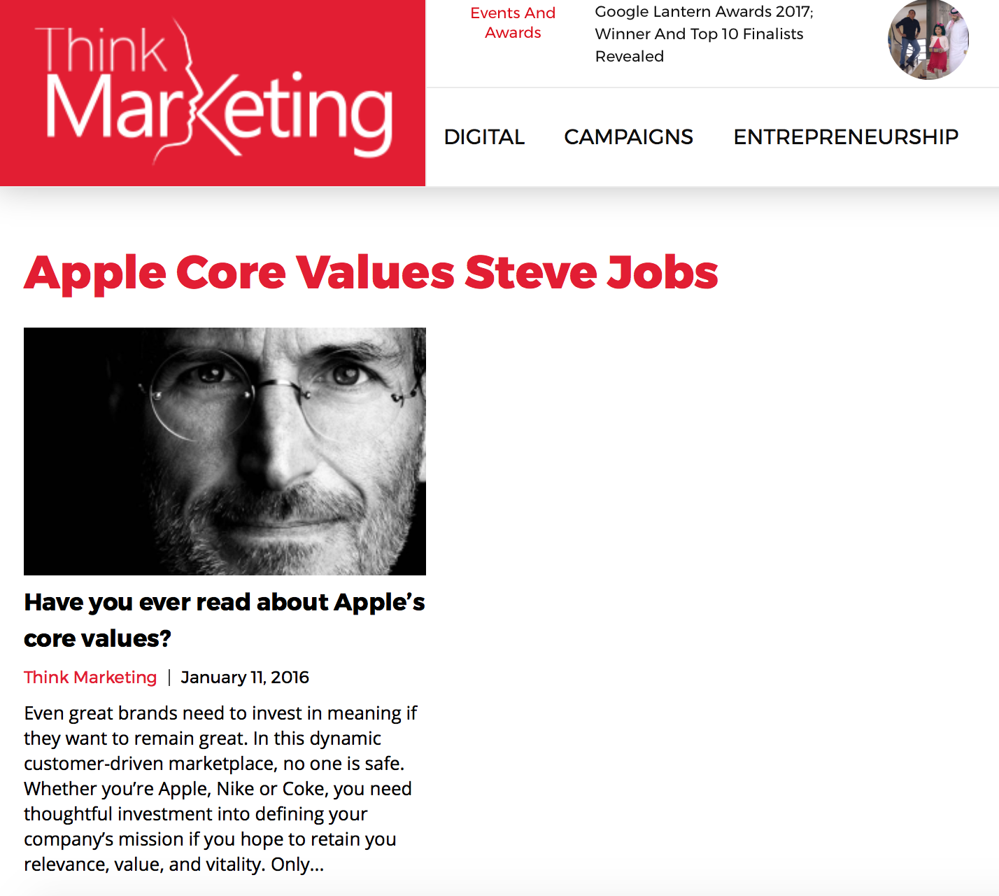 Think
Marketing
Events And
Awards
Google Lantern Awards 2017;
Winner And Top 10 Finalists
Revealed
DIGITAL CAMPAIGNS ENTREPRENEURSHIP
Apple Core Values Steve Jobs
Have you ever read about Apple’s
core values?
Think Marketing | January 11, 2016
Even great brands need to invest in meaning if
they want to remain great. In this dynamic
customer-driven marketplace, no one is safe.
Whether you’re Apple, Nike or Coke, you need
thoughtful investment into defining your
company’s mission if you hope to retain you
relevance, value, and vitality. Only...